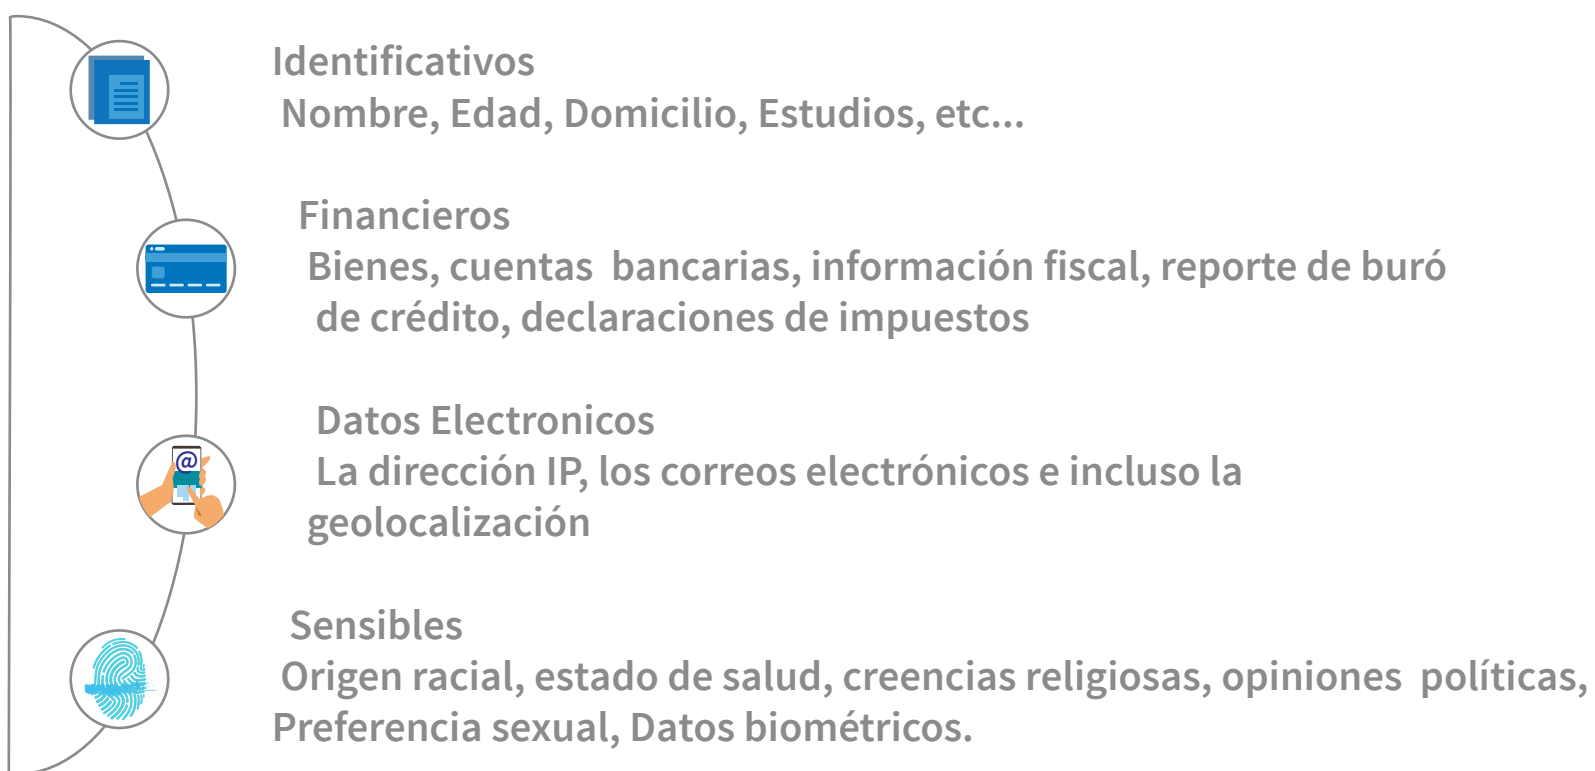 Identificativos
Nombre, Edad, Domicilio, Estudios, etc...
Financieros
Bienes, cuentas  bancarias, información fiscal, reporte de buró
de crédito, declaraciones de impuestos
Datos Electronicos
@
La dirección IP, los correos electrónicos e incluso la
geolocalización
Sensibles
Origen racial, estado de salud, creencias religiosas, opiniones  políticas,
Preferencia sexual, Datos biométricos.